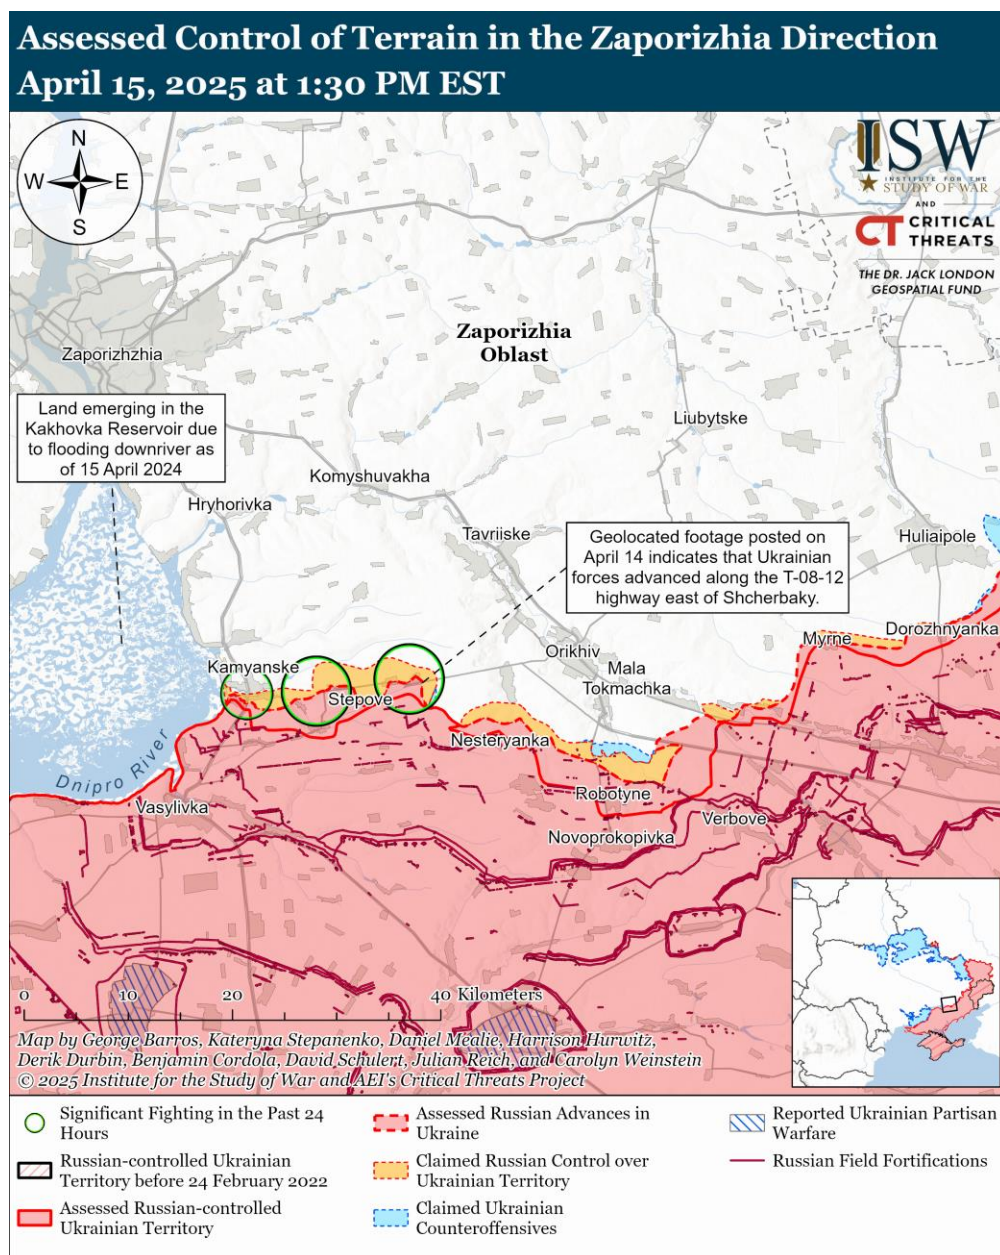 Assessed Control of Terrain in the Zaporizhia Direction
April 15, 2025 at 1:30 PM EST
N
W
E
S
ISW
INSTITUTE FOR THE
STUDY OF WAR
AND
CT CRITICAL
THREATS
THE DR. JACK LONDON
GEOSPATIAL FUND
Zaporizhia
Oblast
Zaporizhzhia
Land emerging in the
Kakhovka Reservoir due
to flooding downriver as
of 15 April 2024
Liubytske
Komyshuvakha
Hryhorivka
Tavriiske
Geolocated footage posted on
April 14 indicates that Ukrainian
forces advanced along the T-08-12
highway east of Shcherbaky.
Huliaipole
Dorozhnyanka
Myrne
Orikhiv
Mala
Tokmachka
Kamyanske
Stepove
Nesteryanka
Dnipro River
Vasylivka
Robotyne
Novoprokopivka
Verbove
0
10
20
40 Kilometers
Map by George Barros, Kateryna Stepanenko, Daniel Mealie, Harrison Hurwitz,
Derik Durbin, Benjamin Cordola, David Schulert, Julian Reid, and Carolyn Weinstein
© 2025 Institute for the Study of War and AEI's Critical Threats Project
Significant Fighting in the Past 24
Hours
Russian-controlled Ukrainian
Territory before 24 February 2022
Assessed Russian-controlled
Ukrainian Territory
Assessed Russian Advances in
Ukraine
Claimed Russian Control over
Ukrainian Territory
Claimed Ukrainian
Counteroffensives
Reported Ukrainian Partisan
Warfare
Russian Field Fortifications